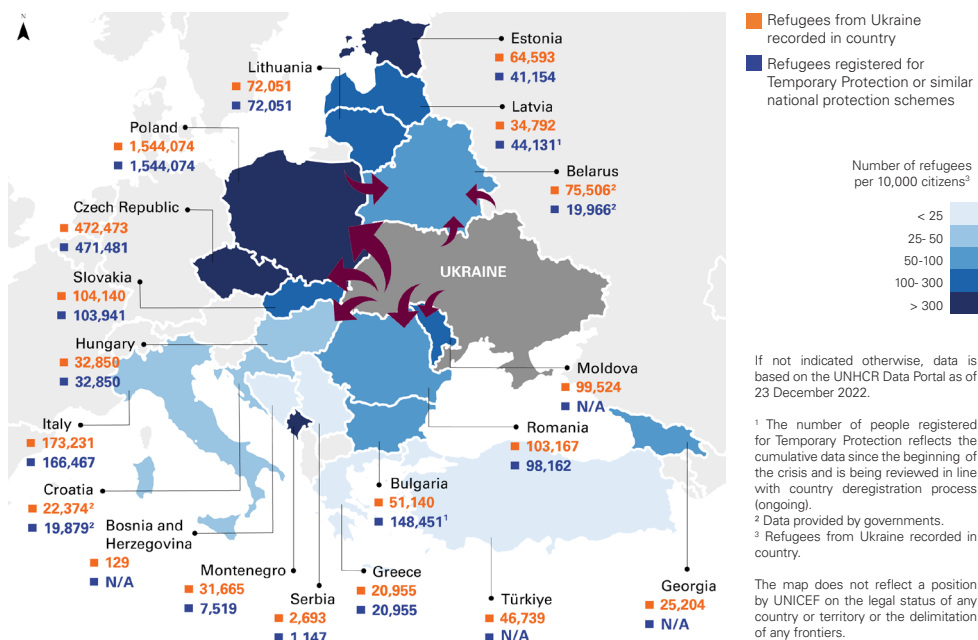 Estonia
64,593
41,154
Lithuania
72,051
72,051
Latvia
34,792
44,131¹
Poland
1,544,074
1,544,074
Belarus
75,506²
19,966²
Czech Republic
472,473
471,481
UKRAINE
Slovakia
104,140
103,941
Hungary
32,850
32,850
Moldova
99,524
N/A
Italy
173,231
166,467
Romania
103,167
98,162
Croatia
22,374²
19,879²
Bulgaria
51,140
148,451¹
Bosnia and
Herzegovina
129
N/A
Montenegro
31,665
7,519
Serbia
2,693
1,147
Greece
20,955
20,955
Türkiye
46,739
N/A
Georgia
25,204
N/A
N
Refugees from Ukraine
recorded in country
Refugees registered for
Temporary Protection or similar
national protection schemes
Number of refugees
per 10,000 citizens³
< 25
25- 50
50-100
100- 300
> 300
If not indicated otherwise, data is
based on the UNHCR Data Portal as of
23 December 2022.
¹ The number of people registered
for Temporary Protection reflects the
cumulative data since the beginning of
the crisis and is being reviewed in line
with country deregistration process
(ongoing).
² Data provided by governments.
³ Refugees from Ukraine recorded in
country.
The map does not reflect a position
by UNICEF on the legal status of any
country or territory or the delimitation
of any frontiers.